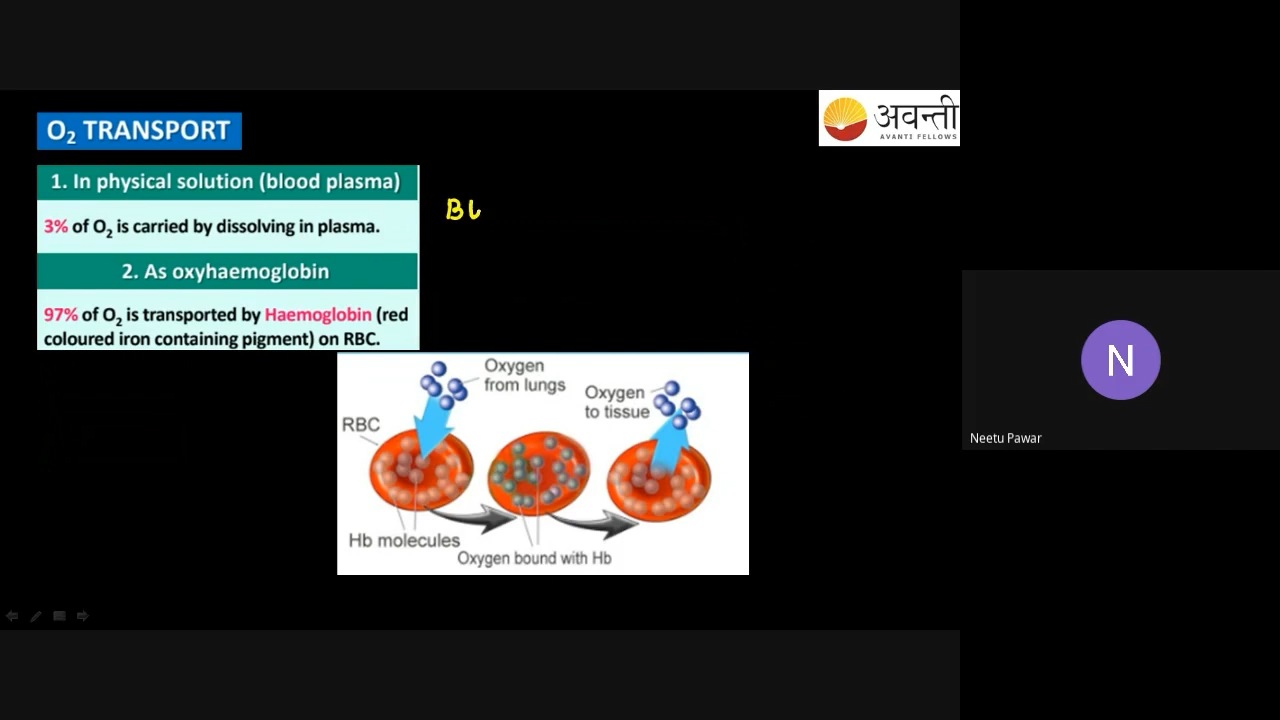 O₂ TRANSPORT
अवन्ती
AVANTI FELLOWS
1. In physical solution (blood plasma)
3% of O₂ is carried by dissolving in plasma.
Bl
2. As oxyhaemoglobin
97% of O₂ is transported by Haemoglobin (red
coloured iron containing pigment) on RBC.
Oxygen
from lungs
Oxygen
to tissue
RBC
Hb molecules
Oxygen bound with Hb
N
Neetu Pawar